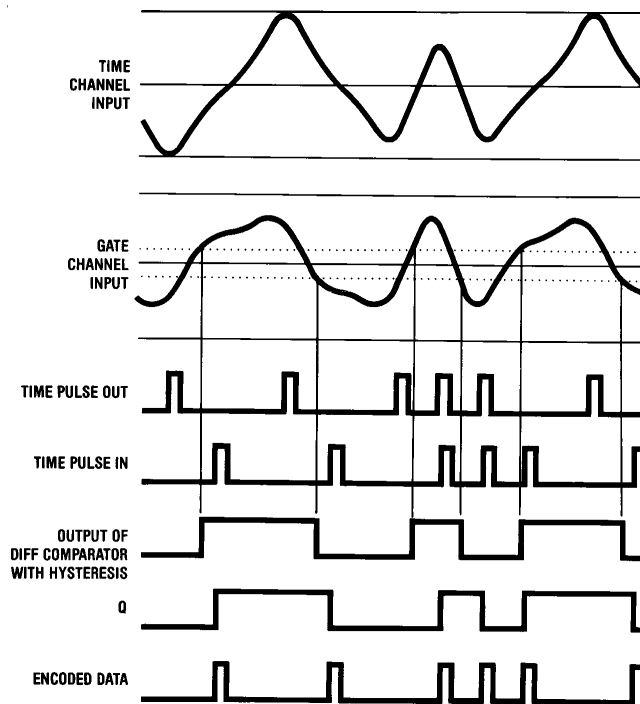 TIME
CHANNEL
INPUT
GATE
CHANNEL
INPUT
TIME PULSE OUT
TIME PULSE IN
OUTPUT OF
DIFF COMPARATOR
WITH HYSTERESIS
Q
ENCODED DATA